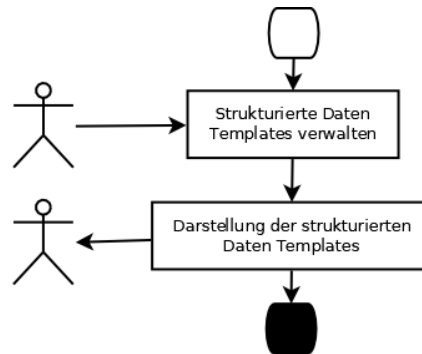 Strukturierte Daten
Templates verwalten
Darstellung der strukturierten
Daten Templates